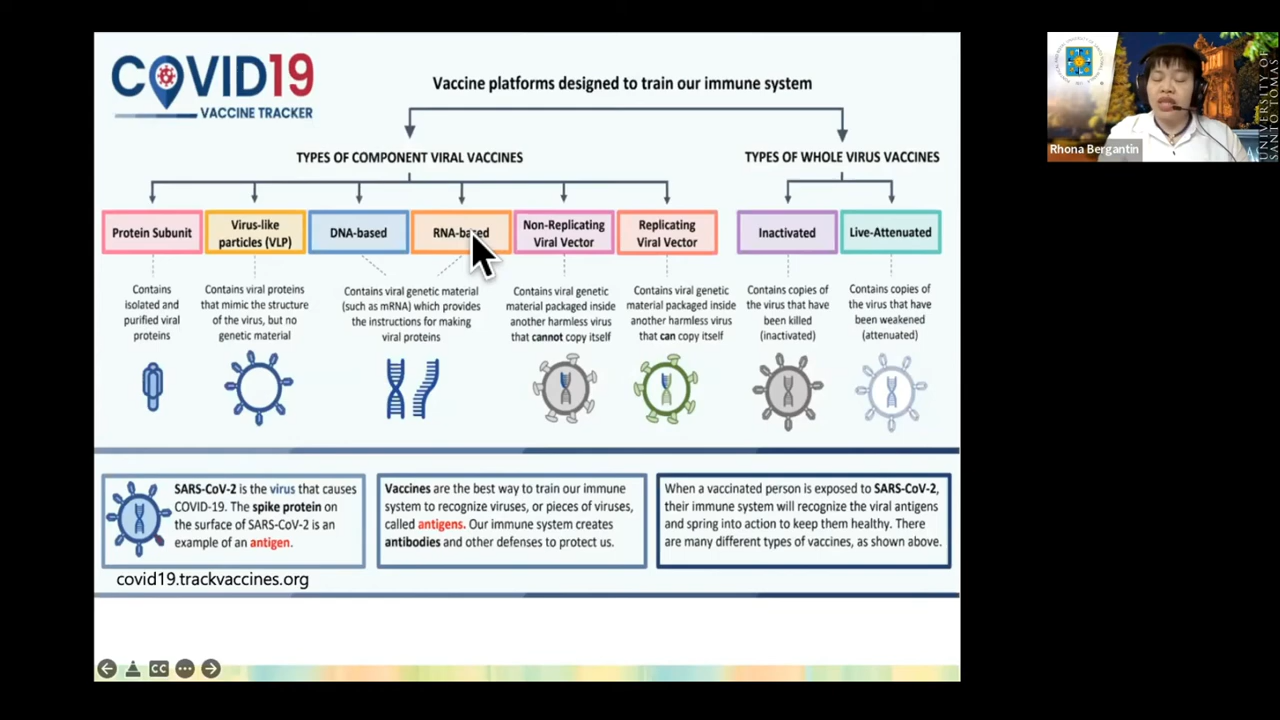 COVID19
VACCINE TRACKER
Vaccine platforms designed to train our immune system
TYPES OF COMPONENT VIRAL VACCINES
TYPES OF WHOLE VIRUS VACCINES
Protein Subunit
Virus-like
particles (VLP)
DNA-based
RNA-based
Non-Replicating
Viral Vector
Replicating
Viral Vector
Inactivated
Live-Attenuated
Contains
isolated and
purified viral
proteins
Contains viral proteins
that mimic the structure
of the virus, but no
genetic material
Contains viral genetic material
(such as mRNA) which provides
the instructions for making
viral proteins
Contains viral genetic
material packaged inside
another harmless virus
that cannot copy itself
Contains viral genetic
material packaged inside
another harmless virus
that can copy itself
Contains copies of
the virus that have
been killed
(inactivated)
Contains copies of
the virus that have
been weakened
(attenuated)
SARS-CoV-2 is the virus that causes
COVID-19. The spike protein on
the surface of SARS-CoV-2 is an
example of an antigen.
Vaccines are the best way to train our immune
system to recognize viruses, or pieces of viruses,
called antigens. Our immune system creates
antibodies and other defenses to protect us.
When a vaccinated person is exposed to SARS-CoV-2,
their immune system will recognize the viral antigens
and spring into action to keep them healthy. There
are many different types of vaccines, as shown above.
covid19.trackvaccines.org
CC
Rhona Bergantin
UNIVERSITY OF
SANTO TOMAS